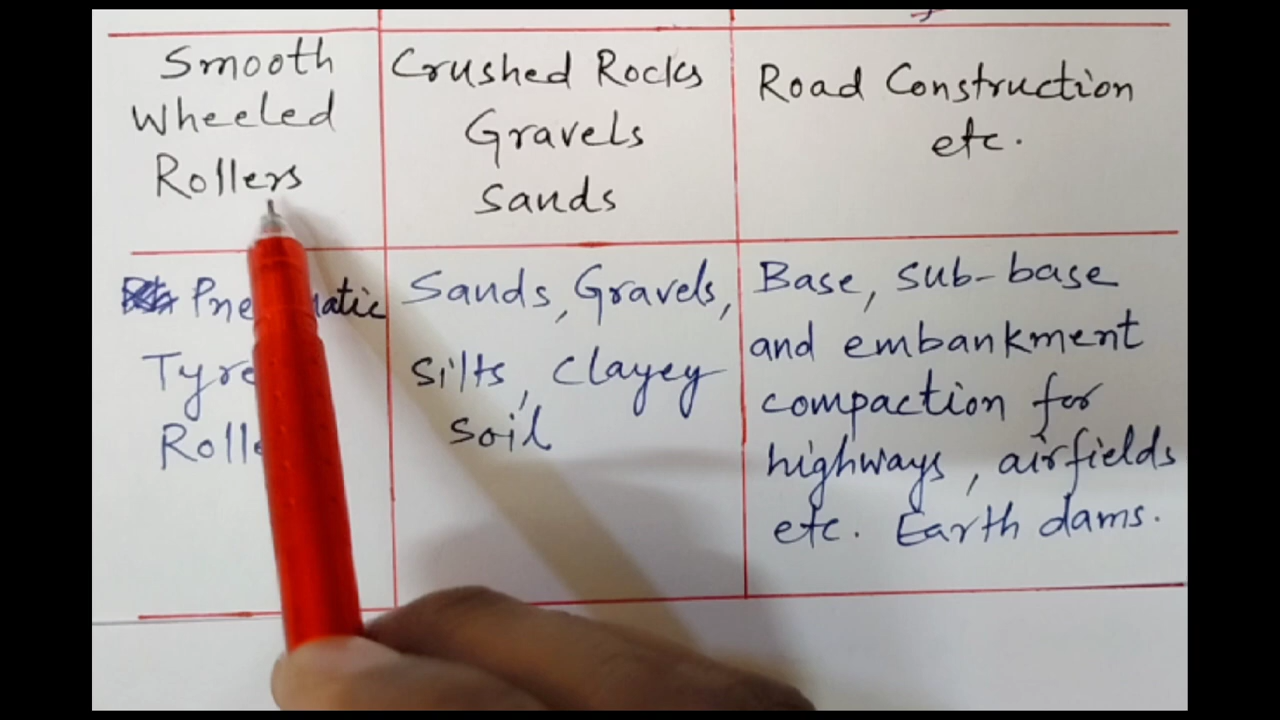 Smooth
Wheeled
Rollers
Crushed Rocks
Gravels
Sands
Road Construction
etc.
Tyre
Sands, Gravels,
Silts, Clayey
Soil
Base, sub-base
and embankment
compaction for
highways, airfields
etc. Earth dams.